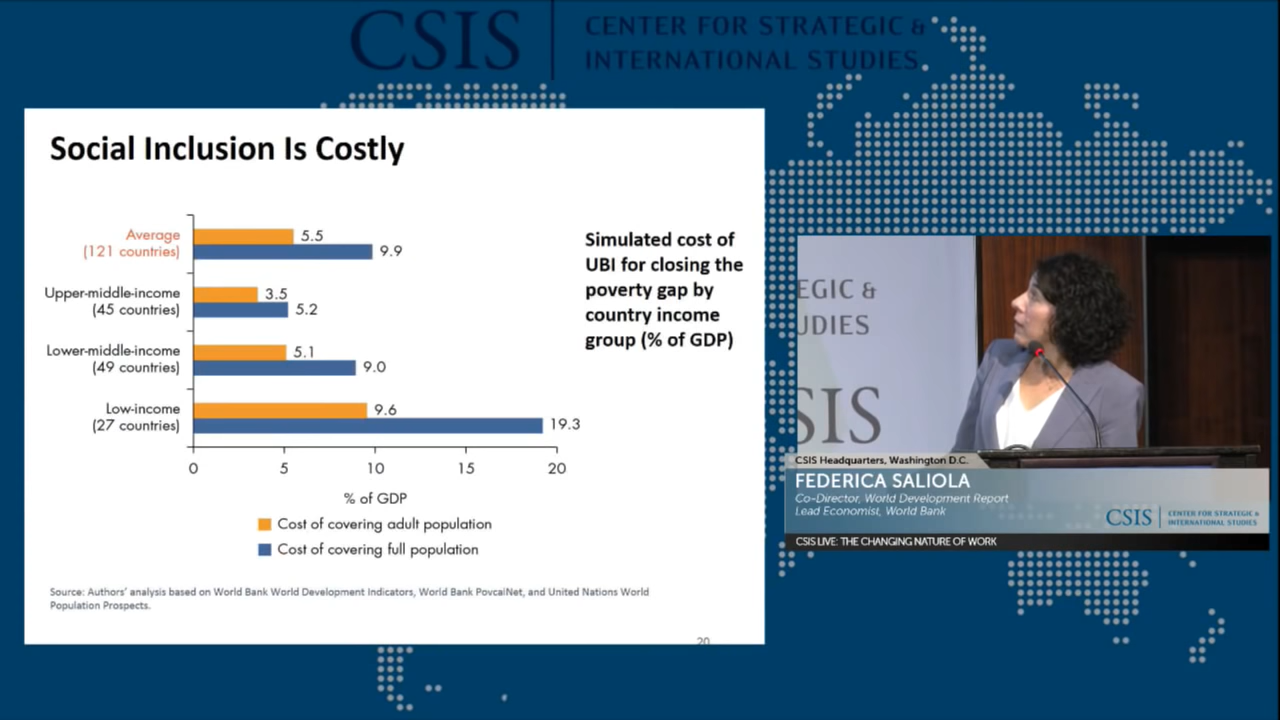 CSIS
CENTER FOR STRATEGIC &
INTERNATIONAL STUDIES
Social Inclusion Is Costly
Average
(121 countries)
5.5
9.9
Upper-middle-income
(45 countries)
3.5
5.2
Lower-middle-income
(49 countries)
5.1
9.0
Low-income
(27 countries)
9.6
19.3
0 5 10 15 20
% of GDP
Cost of covering adult population
Cost of covering full population
Simulated cost of
UBI for closing the
poverty gap by
country income
group (% of GDP)
Source: Authors' analysis based on World Bank World Development Indicators, World Bank PovcalNet, and United Nations World
Population Prospects.
20
EGIC &
UDIES
SIS
CSIS Headquarters, Washington D.C.
FEDERICA SALIOLA
Co-Director, World Development Report
Lead Economist, World Bank
CSIS
CENTER FOR STRATEGIC &
INTERNATIONAL STUDIES
CSIS LIVE: THE CHANGING NATURE OF WORK